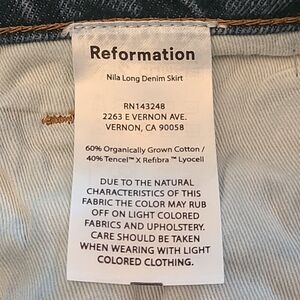 Reformation
Nila Long Denim Skirt
RN143248
2263 E VERNON AVE.
VERNON, CA 90058
60% Organically Grown Cotton /
40% Tencel™ X Refibra ™ Lyocell
DUE TO THE NATURAL
CHARACTERISTICS OF THIS
FABRIC THE COLOR MAY RUB
OFF ON LIGHT COLORED
FABRICS AND UPHOLSTERY.
CARE SHOULD BE TAKEN
WHEN WEARING WITH LIGHT
COLORED CLOTHING.